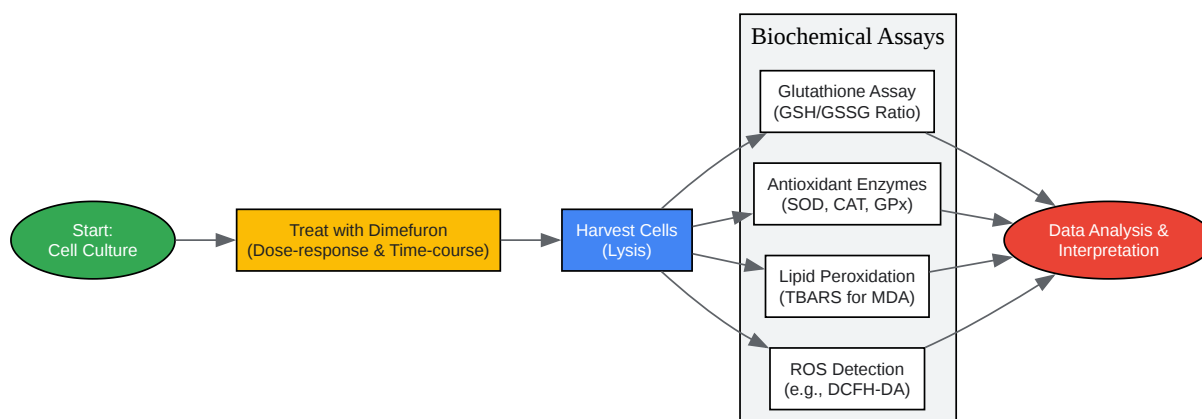 Start:
Cell Culture
Treat with Dimefuron
(Dose-response & Time-course)
Harvest Cells
(Lysis)
Biochemical Assays
Glutathione Assay
(GSH/GSSG Ratio)
Antioxidant Enzymes
(SOD, CAT, GPx)
Lipid Peroxidation
(TBARS for MDA)
ROS Detection
(e.g., DCFH-DA)
Data Analysis &
Interpretation